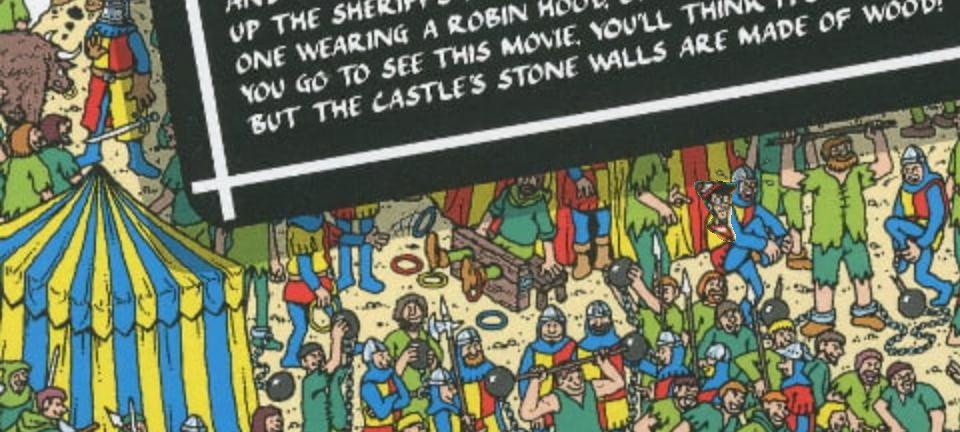 UP THE SHERIFF'S
ONE WEARING A ROBIN HOOD
YOU GO TO SEE THIS MOVIE. YOU'LL THINK
BUT THE CASTLE'S STONE WALLS ARE MADE OF WOOD!